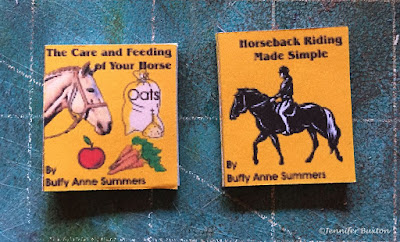 The Care and Feeding
of Your Horse
Oats
By
Buffy Anne Summers
Horseback Riding
Made Simple
By
Buffy Anne Summers
©Jennifer Buxton